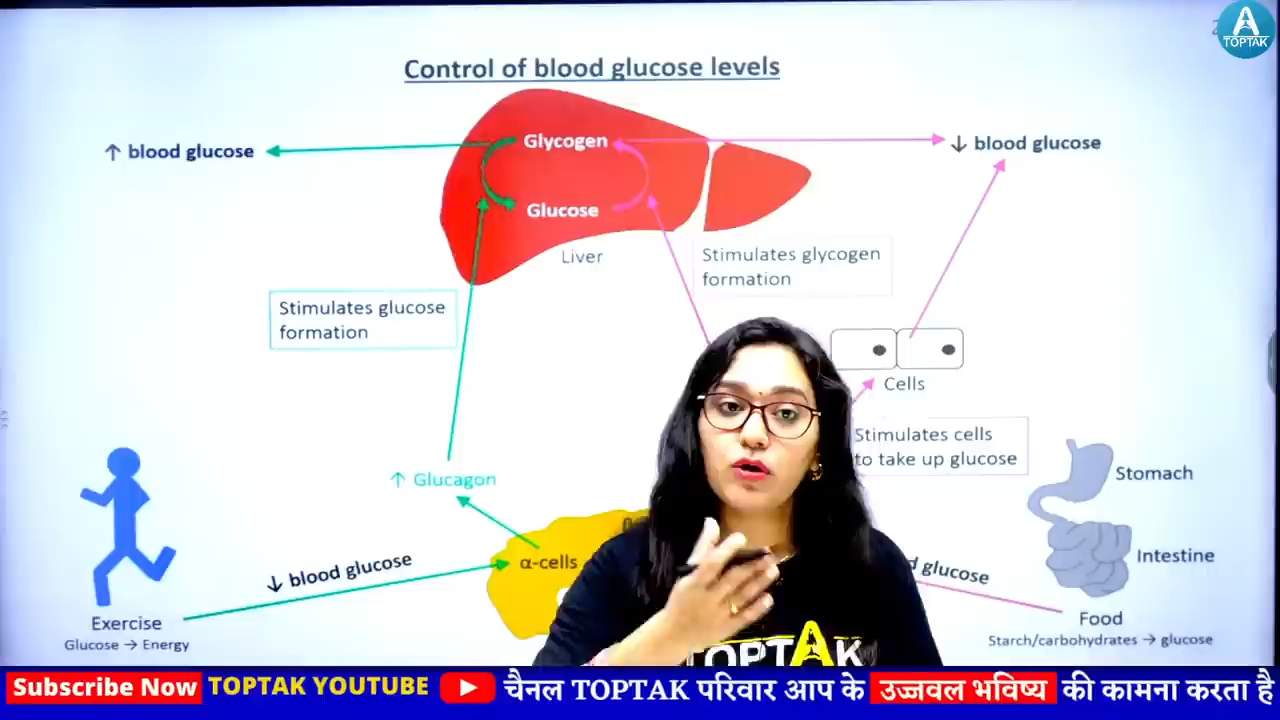 TOPTAK
Control of blood glucose levels
↑ blood glucose
Glycogen
↓ blood glucose
Glucose
Liver
Stimulates glycogen
formation
Stimulates glucose
formation
Cells
Stimulates cells
to take up glucose
↑ Glucagon
Stomach
α-cells
Intestine
↓ blood glucose
glucose
Exercise
Glucose → Energy
Food
Starch/carbohydrates → glucose
TOPTAK
Subscribe Now TOPTAK YOUTUBE चैनल TOPTAK परिवार आप के उज्जवल भविष्य की कामना करता है